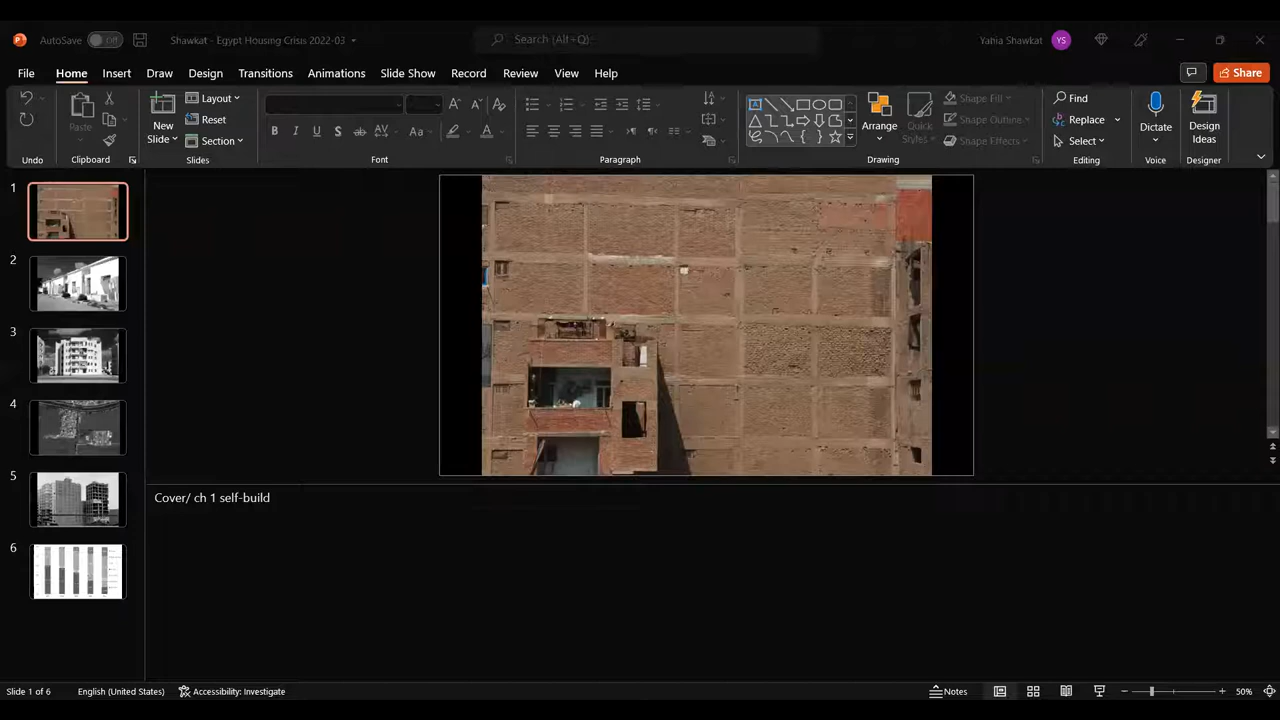 AutoSave Off Shawkat - Egypt Housing Crisis 2022-03 Search (Alt+Q) Yahia Shawkat YS
File Home Insert Draw Design Transitions Animations Slide Show Record Review View Help Share
Paste New Slide Layout Reset Section
B I U S ab AV Aa A
Arrange Quick Styles Shape Fill Shape Outline Shape Effects
Find Replace Select Dictate Design Ideas
Undo Clipboard Slides Font Paragraph Drawing Editing Voice Designer
1
2
3
4
5
6
Cover/ ch 1 self-build
Slide 1 of 6 English (United States) Accessibility: Investigate Notes 50%